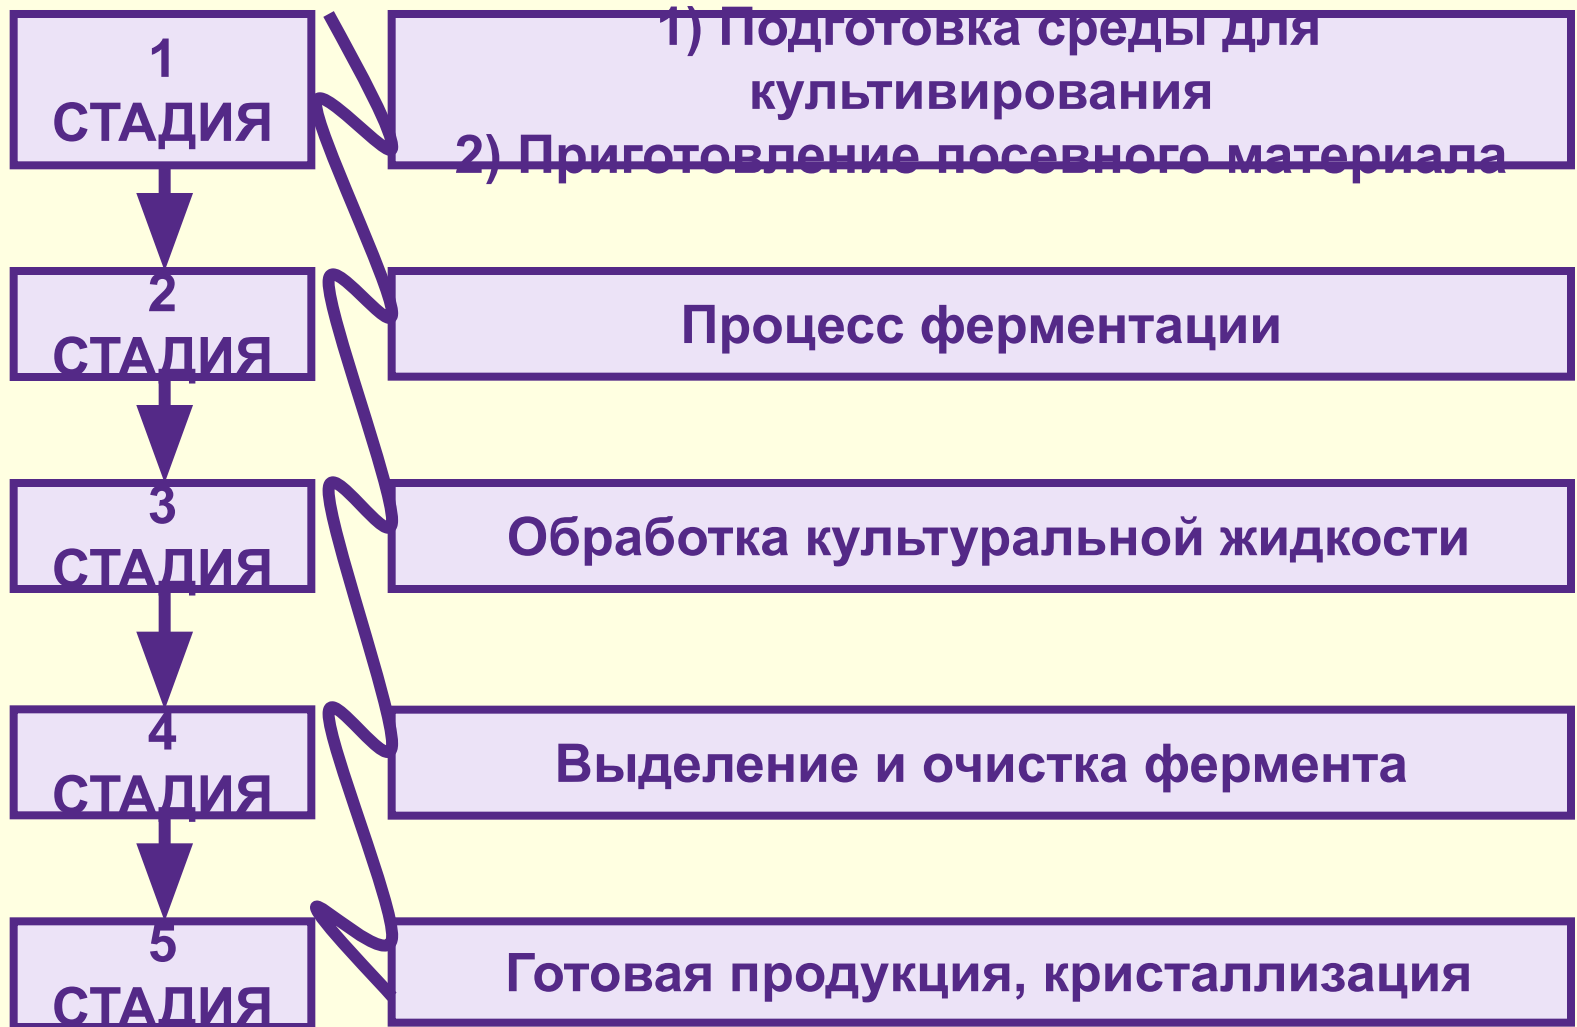 1
СТАДИЯ
1) Подготовка среды для
культивирования
2) Приготовление посевного материала
2
СТАДИЯ
Процесс ферментации
3
СТАДИЯ
Обработка культуральной жидкости
4
СТАДИЯ
Выделение и очистка фермента
5
СТАДИЯ
Готовая продукция, кристаллизация